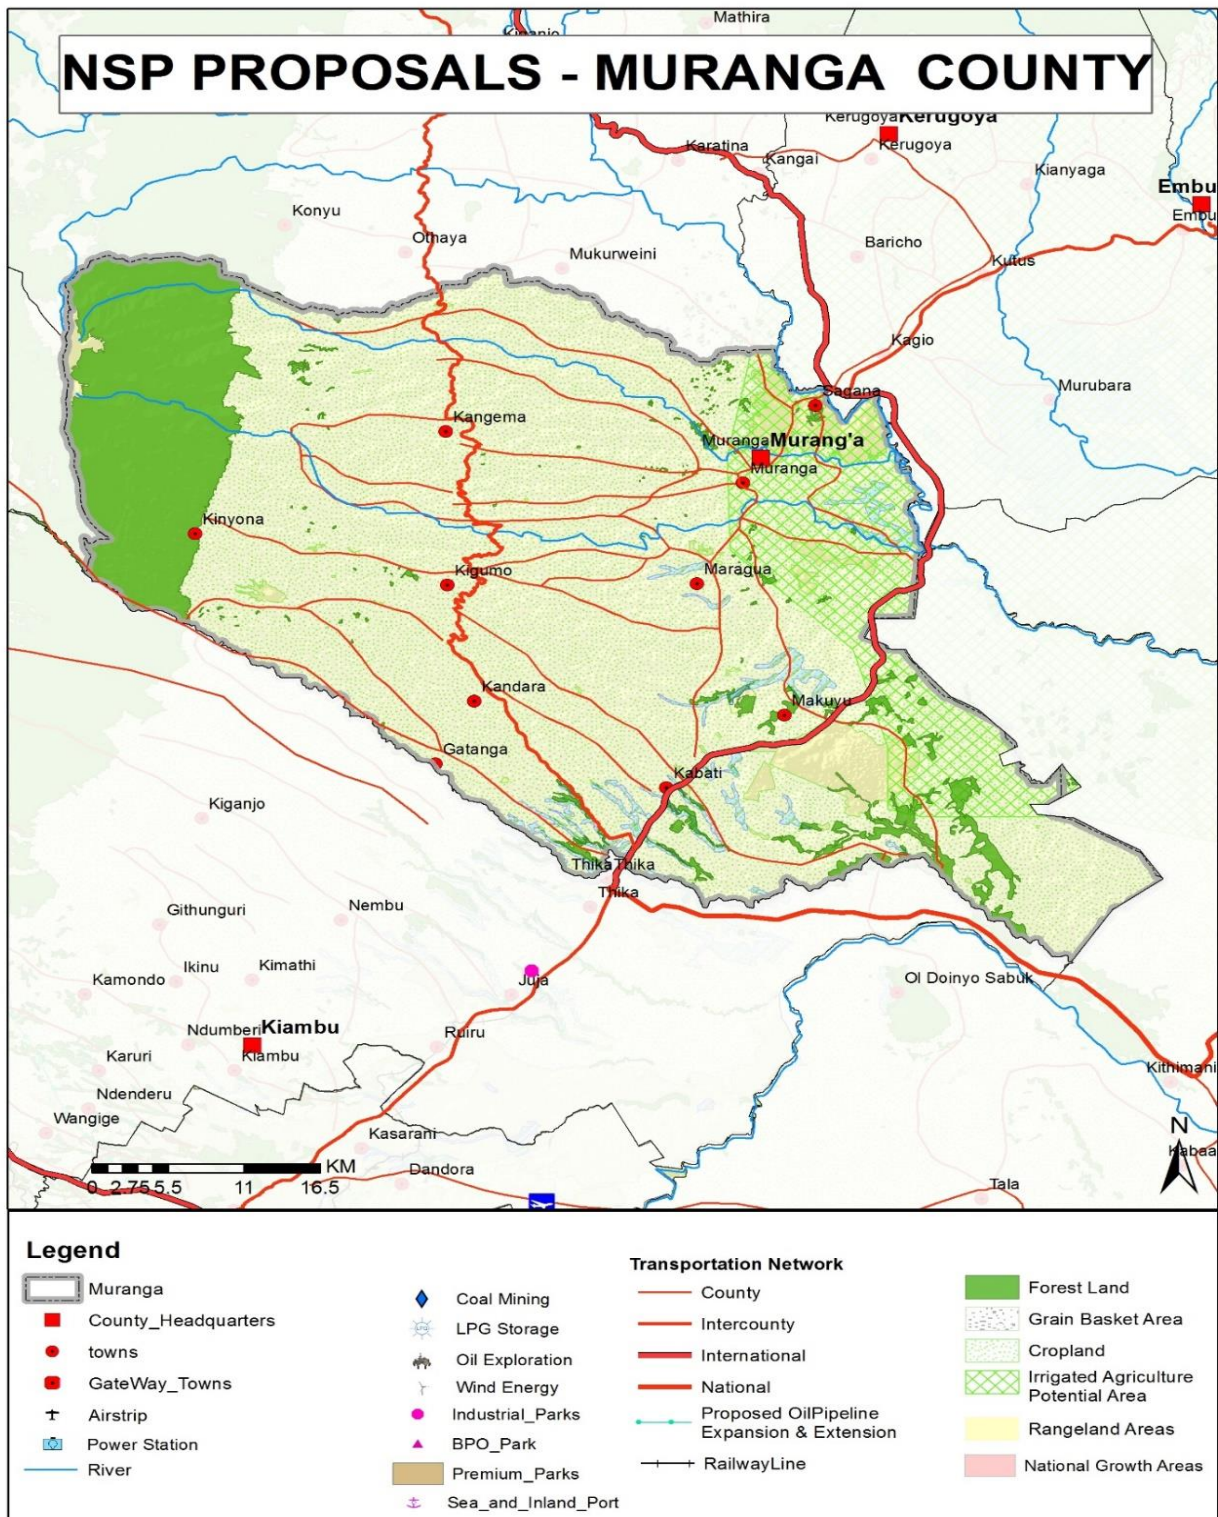 Mathira
Kiganjo
NSP PROPOSALS - MURANGA COUNTY
Kerugoya Kerugoya
Karatina
Kangai
Kerugoya
Kianyaga
Embu
Embu
Konyu
Othaya
Mukurweini
Baricho
Kutus
Kagio
Murubara
Sagana
Kangema
Muranga Murang'a
Muranga
Kinyona
Kigumo
Maragua
Kandara
Makuyu
Gatanga
Kabati
Kiganjo
Thika Thika
Thika
Githunguri
Nembu
Ikinu
Kimathi
Kamondo
Juja
Ol Doinyo Sabuk
Ndumberi Kiambu
Ruiru
Karuri
Kiambu
Kithimani
Ndenderu
Wangige
Kasarani
N
Kabaa
Dandora
KM
0 2.75 5.5 11 16.5
Tala
Legend
Muranga
County_Headquarters
towns
GateWay_Towns
Airstrip
Power Station
River
Coal Mining
LPG Storage
Oil Exploration
Wind Energy
Industrial_Parks
BPO_Park
Premium_Parks
Sea_and_Inland_Port
Transportation Network
County
Intercounty
International
National
Proposed OilPipeline
Expansion & Extension
RailwayLine
Forest Land
Grain Basket Area
Cropland
Irrigated Agriculture
Potential Area
Rangeland Areas
National Growth Areas